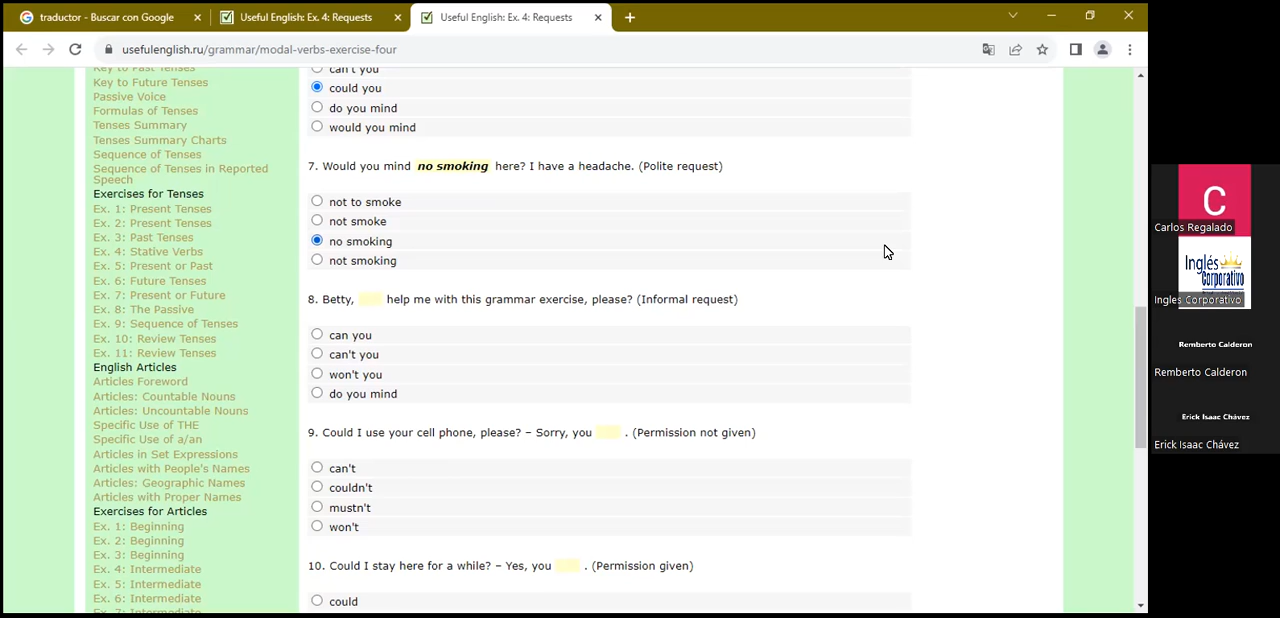 traductor - Buscar con Google
Useful English: Ex. 4: Requests
Useful English: Ex. 4: Requests
usefulenglish.ru/grammar/modal-verbs-exercise-four
Key to Past Tenses
Key to Future Tenses
Passive Voice
Formulas of Tenses
Tenses Summary
Tenses Summary Charts
Sequence of Tenses
Sequence of Tenses in Reported
Speech
Exercises for Tenses
Ex. 1: Present Tenses
Ex. 2: Present Tenses
Ex. 3: Past Tenses
Ex. 4: Stative Verbs
Ex. 5: Present or Past
Ex. 6: Future Tenses
Ex. 7: Present or Future
Ex. 8: The Passive
Ex. 9: Sequence of Tenses
Ex. 10: Review Tenses
Ex. 11: Review Tenses
English Articles
Articles Foreword
Articles: Countable Nouns
Articles: Uncountable Nouns
Specific Use of THE
Specific Use of a/an
Articles in Set Expressions
Articles with People's Names
Articles: Geographic Names
Articles with Proper Names
Exercises for Articles
Ex. 1: Beginning
Ex. 2: Beginning
Ex. 3: Beginning
Ex. 4: Intermediate
Ex. 5: Intermediate
Ex. 6: Intermediate
Ex. 7: Intermediate
can't you
could you
do you mind
would you mind
7. Would you mind no smoking here? I have a headache. (Polite request)
not to smoke
not smoke
no smoking
not smoking
8. Betty, help me with this grammar exercise, please? (Informal request)
can you
can't you
won't you
do you mind
9. Could I use your cell phone, please? – Sorry, you . (Permission not given)
can't
couldn't
mustn't
won't
10. Could I stay here for a while? – Yes, you . (Permission given)
could
C
Carlos Regalado
Inglés
Corporativo
Ingles Corporativo
Remberto Calderon
Remberto Calderon
Erick Isaac Chávez
Erick Isaac Chávez